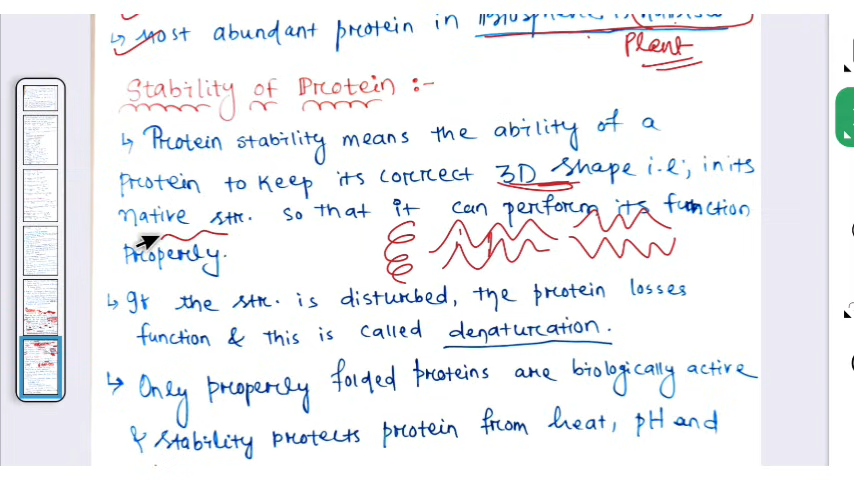 ↳ Most abundant protein in
Plant
Stability of Protein :-
↳ Protein stability means the ability of a
protein to keep its correct 3D shape i.e; in its
native str. so that it can perform its function
properly.
↳ If the str. is disturbed, the protein losses
function & this is called denaturation.
↳ Only properly folded proteins are biologically active
& stability protects protein from heat, pH and